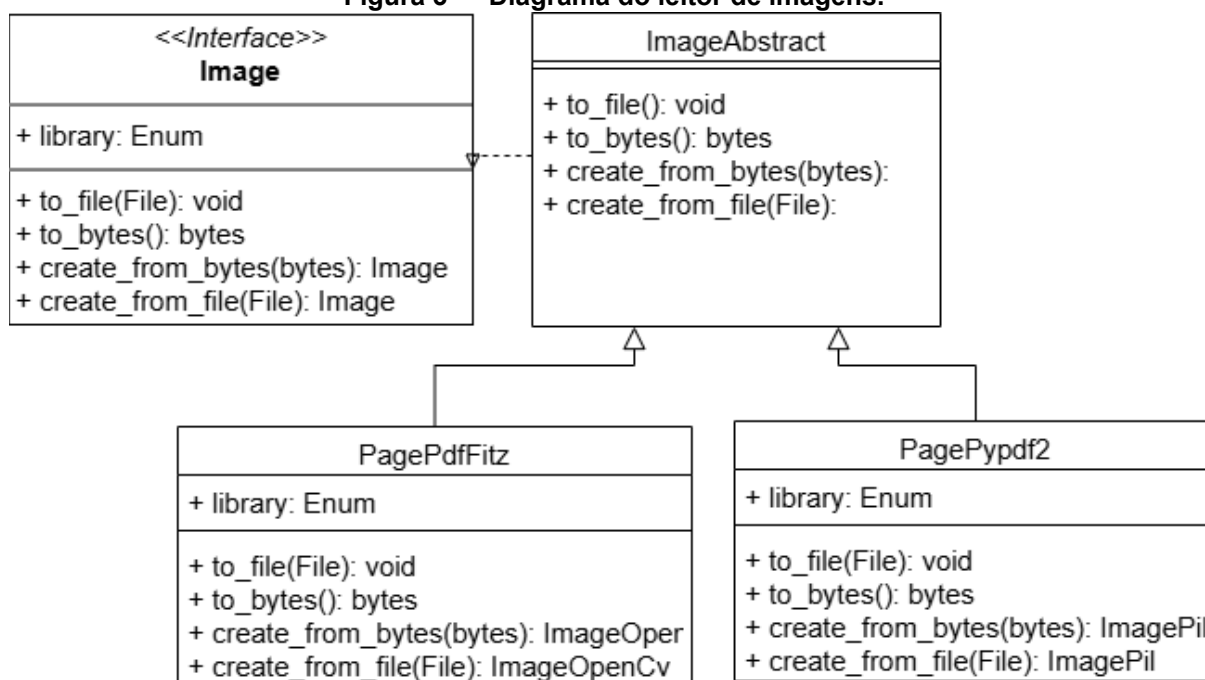 Figura 6 — Diagrama do leitor de imagens.
<<Interface>>
Image
+ library: Enum
+ to_file(File): void
+ to_bytes(): bytes
+ create_from_bytes(bytes): Image
+ create_from_file(File): Image
ImageAbstract
+ to_file(): void
+ to_bytes(): bytes
+ create_from_bytes(bytes):
+ create_from_file(File):
PagePdfFitz
+ library: Enum
+ to_file(File): void
+ to_bytes(): bytes
+ create_from_bytes(bytes): ImageOper
+ create_from_file(File): ImageOpenCv
PagePypdf2
+ library: Enum
+ to_file(File): void
+ to_bytes(): bytes
+ create_from_bytes(bytes): ImagePil
+ create_from_file(File): ImagePil